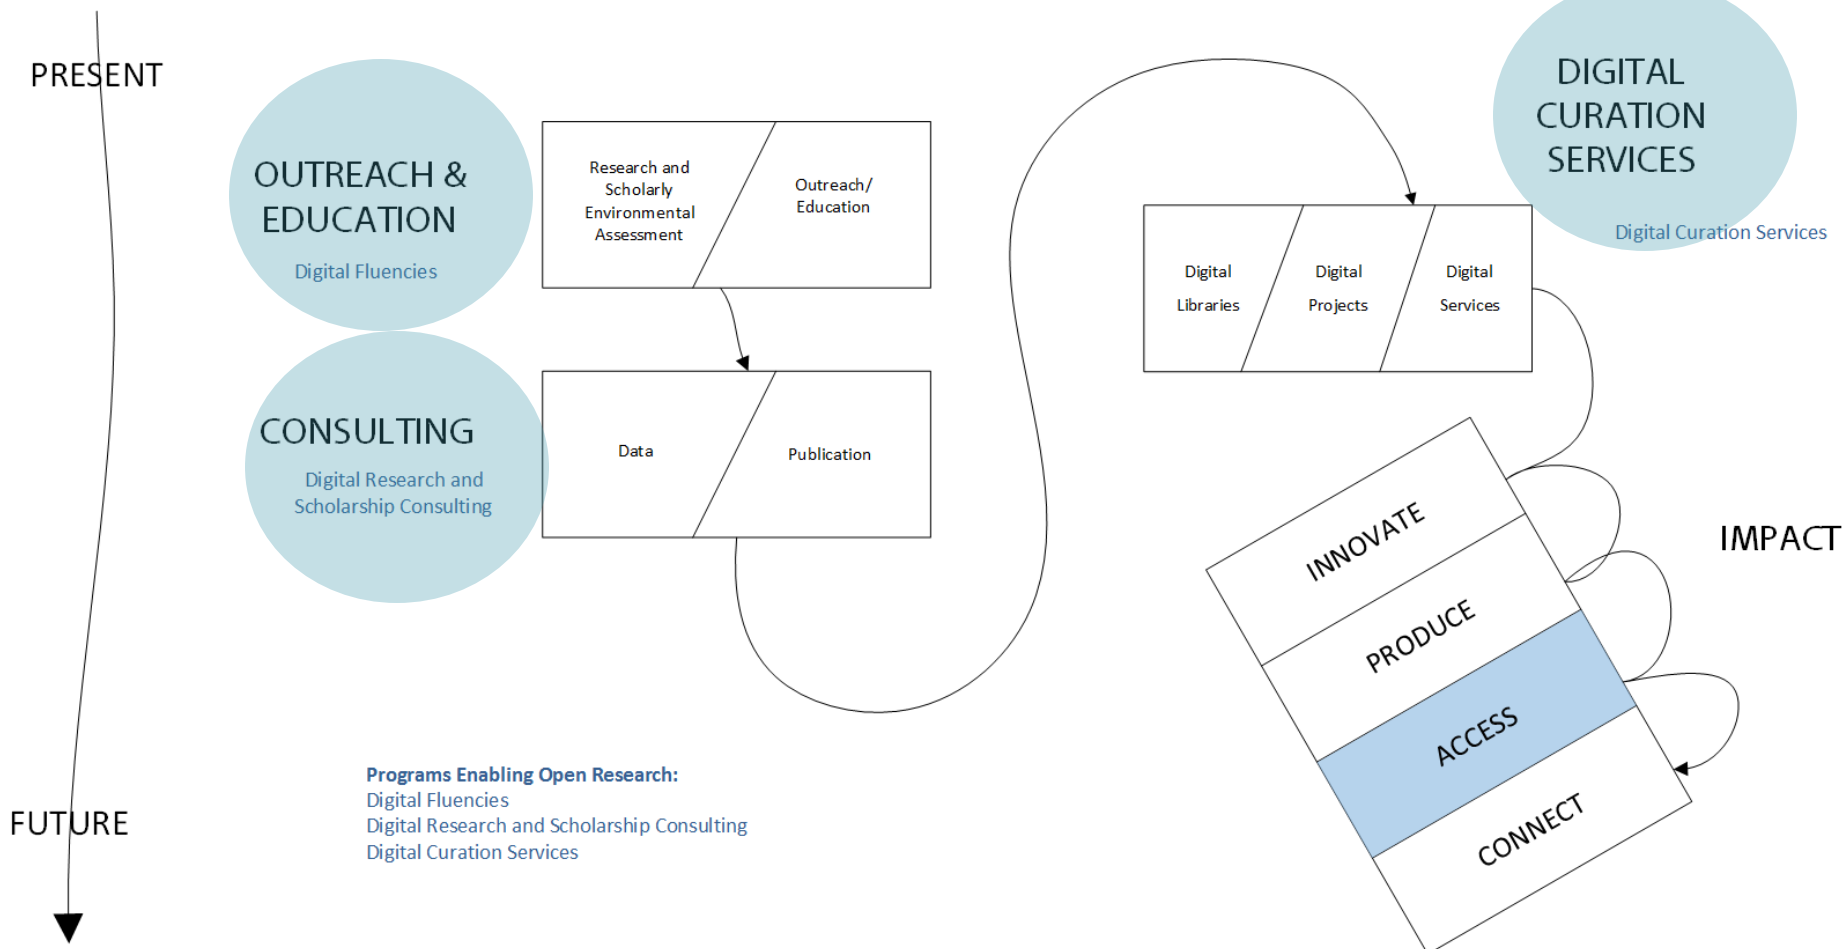 PRESENT
OUTREACH &
EDUCATION
Digital Fluencies
Research and
Scholarly
Environmental
Assessment
Outreach/
Education
CONSULTING
Digital Research and
Scholarship Consulting
Data
Publication
DIGITAL
CURATION
SERVICES
Digital Curation Services
Digital
Libraries
Digital
Projects
Digital
Services
IMPACT
INNOVATE
PRODUCE
ACCESS
CONNECT
FUTURE
Programs Enabling Open Research:
Digital Fluencies
Digital Research and Scholarship Consulting
Digital Curation Services